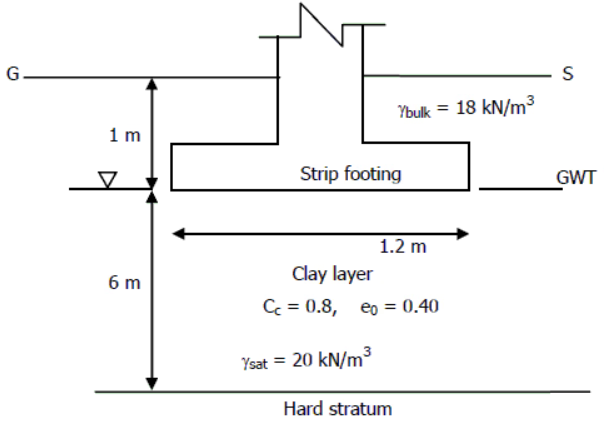 G
S
γbulk = 18 kN/m³
1 m
Strip footing
GWT
1.2 m
6 m
Clay layer
Cc = 0.8, e0 = 0.40
γsat = 20 kN/m³
Hard stratum